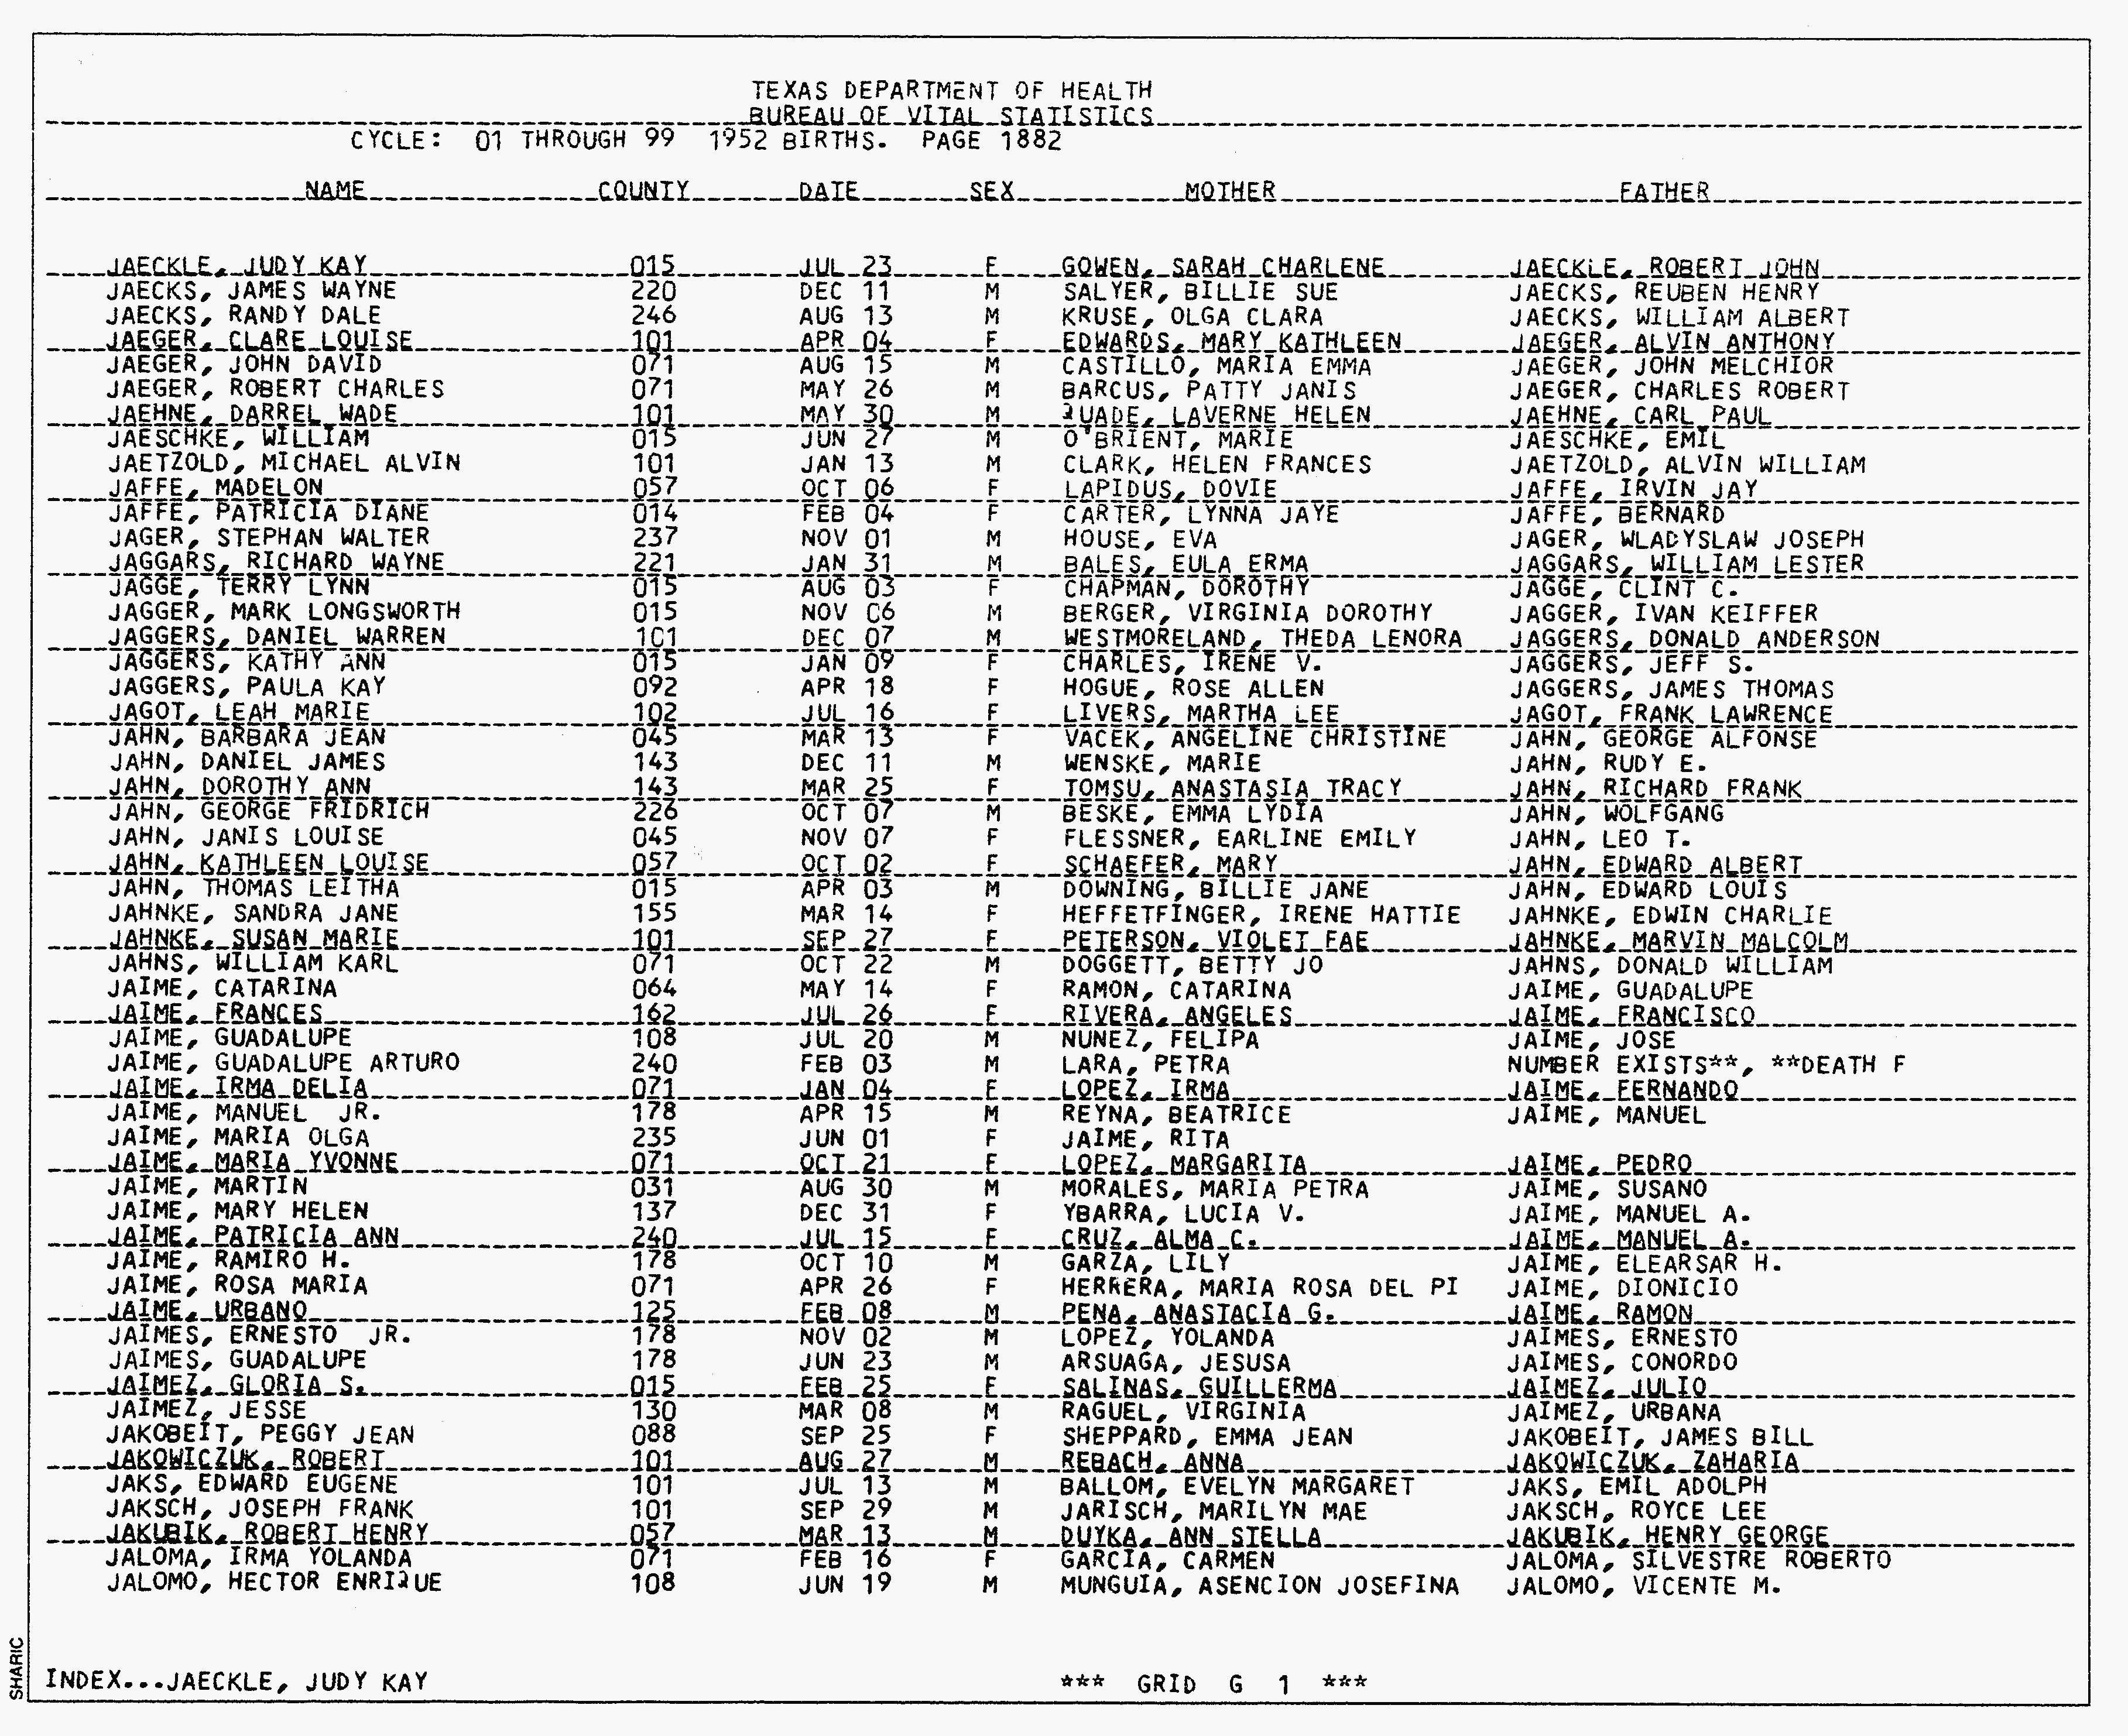 TEXAS DEPARTMENT OF HEALTH
BUREAU OF VITAL STATISTICS
CYCLE: 01 THROUGH 99 1952 BIRTHS. PAGE 1882
NAME COUNTY DATE SEX MOTHER FATHER
JAECKLE, JUDY KAY 015 JUL 23 F GOWEN, SARAH CHARLENE JAECKLE, ROBERT JOHN
JAECKS, JAMES WAYNE 220 DEC 11 M SALYER, BILLIE SUE JAECKS, REUBEN HENRY
JAECKS, RANDY DALE 246 AUG 13 M KRUSE, OLGA CLARA JAECKS, WILLIAM ALBERT
JAEGER, CLARE LOUISE 101 APR 04 F EDWARDS, MARY KATHLEEN JAEGER, ALVIN ANTHONY
JAEGER, JOHN DAVID 071 AUG 15 M CASTILLO, MARIA EMMA JAEGER, JOHN MELCHIOR
JAEGER, ROBERT CHARLES 071 MAY 26 M BARCUS, PATTY JANIS JAEGER, CHARLES ROBERT
JAEHNE, DARREL WADE 101 MAY 30 M QUADE, LAVERNE HELEN JAEHNE, CARL PAUL
JAESCHKE, WILLIAM 015 JUN 27 M O'BRIENT, MARIE JAESCHKE, EMIL
JAETZOLD, MICHAEL ALVIN 101 JAN 13 M CLARK, HELEN FRANCES JAETZOLD, ALVIN WILLIAM
JAFFE, MADELON 057 OCT 06 F LAPIDUS, DOVIE JAFFE, IRVIN JAY
JAFFE, PATRICIA DIANE 014 FEB 04 F CARTER, LYNNA JAYE JAFFE, BERNARD
JAGER, STEPHAN WALTER 237 NOV 01 M HOUSE, EVA JAGER, WLADYSLAW JOSEPH
JAGGARS, RICHARD WAYNE 221 JAN 31 M BALES, EULA ERMA JAGGARS, WILLIAM LESTER
JAGGE, TERRY LYNN 015 AUG 03 F CHAPMAN, DOROTHY JAGGE, CLINT C.
JAGGER, MARK LONGSWORTH 015 NOV 06 M BERGER, VIRGINIA DOROTHY JAGGER, IVAN KEIFFER
JAGGERS, DANIEL WARREN 101 DEC 07 M WESTMORELAND, THEDA LENORA JAGGERS, DONALD ANDERSON
JAGGERS, KATHY ANN 015 JAN 09 F CHARLES, IRENE V. JAGGERS, JEFF S.
JAGGERS, PAULA KAY 092 APR 18 F HOGUE, ROSE ALLEN JAGGERS, JAMES THOMAS
JAGOT, LEAH MARIE 102 JUL 16 F LIVERS, MARTHA LEE JAGOT, FRANK LAWRENCE
JAHN, BARBARA JEAN 045 MAR 13 F VACEK, ANGELINE CHRISTINE JAHN, GEORGE ALFONSE
JAHN, DANIEL JAMES 143 DEC 11 M WENSKE, MARIE JAHN, RUDY E.
JAHN, DOROTHY ANN 143 MAR 25 F TOMSU, ANASTASIA TRACY JAHN, RICHARD FRANK
JAHN, GEORGE FRIDRICH 226 OCT 07 M BESKE, EMMA LYDIA JAHN, WOLFGANG
JAHN, JANIS LOUISE 045 NOV 07 F FLESSNER, EARLINE EMILY JAHN, LEO T.
JAHN, KATHLEEN LOUISE 057 OCT 02 F SCHAEFER, MARY JAHN, EDWARD ALBERT
JAHN, THOMAS LEITHA 015 APR 03 M DOWNING, BILLIE JANE JAHN, EDWARD LOUIS
JAHNKE, SANDRA JANE 155 MAR 14 F HEFFETFINGER, IRENE HATTIE JAHNKE, EDWIN CHARLIE
JAHNKE, SUSAN MARIE 101 SEP 27 F PETERSON, VIOLET FAE JAHNKE, MARVIN MALCOLM
JAHNS, WILLIAM KARL 071 OCT 22 M DOGGETT, BETTY JO JAHNS, DONALD WILLIAM
JAIME, CATARINA 064 MAY 14 F RAMON, CATARINA JAIME, GUADALUPE
JAIME, FRANCES 162 JUL 26 F RIVERA, ANGELES JAIME, FRANCISCO
JAIME, GUADALUPE 108 JUL 20 M NUNEZ, FELIPA JAIME, JOSE
JAIME, GUADALUPE ARTURO 240 FEB 03 M LARA, PETRA NUMBER EXISTS**, **DEATH F
JAIME, IRMA DELIA 071 JAN 04 F LOPEZ, IRMA JAIME, FERNANDO
JAIME, MANUEL JR. 178 APR 15 M REYNA, BEATRICE JAIME, MANUEL
JAIME, MARIA OLGA 235 JUN 01 F JAIME, RITA
JAIME, MARIA YVONNE 071 OCT 21 F LOPEZ, MARGARITA JAIME, PEDRO
JAIME, MARTIN 031 AUG 30 M MORALES, MARIA PETRA JAIME, SUSANO
JAIME, MARY HELEN 137 DEC 31 F YBARRA, LUCIA V. JAIME, MANUEL A.
JAIME, PATRICIA ANN 240 JUL 15 F CRUZ, ALMA C. JAIME, MANUEL A.
JAIME, RAMIRO H. 178 OCT 10 M GARZA, LILY JAIME, ELEARSAR H.
JAIME, ROSA MARIA 071 APR 26 F HERRERA, MARIA ROSA DEL PI JAIME, DIONICIO
JAIME, URBANO 125 FEB 08 M PENA, ANASTACIA G. JAIME, RAMON
JAIMES, ERNESTO JR. 178 NOV 02 M LOPEZ, YOLANDA JAIMES, ERNESTO
JAIMES, GUADALUPE 178 JUN 23 M ARSUAGA, JESUSA JAIMES, CONORDO
JAIMEZ, GLORIA S. 015 FEB 25 F SALINAS, GUILLERMA JAIMEZ, JULIO
JAIMEZ, JESSE 130 MAR 08 M RAGUEL, VIRGINIA JAIMEZ, URBANA
JAKOBEIT, PEGGY JEAN 088 SEP 25 F SHEPPARD, EMMA JEAN JAKOBEIT, JAMES BILL
JAKOWICZUK, ROBERT 101 AUG 27 M REBACH, ANNA JAKOWICZUK, ZAHARIA
JAKS, EDWARD EUGENE 101 JUL 13 M BALLOM, EVELYN MARGARET JAKS, EMIL ADOLPH
JAKSCH, JOSEPH FRANK 101 SEP 29 M JARISCH, MARILYN MAE JAKSCH, ROYCE LEE
JAKUBIK, ROBERT HENRY 057 MAR 13 M DUYKA, ANN STELLA JAKUBIK, HENRY GEORGE
JALOMA, IRMA YOLANDA 071 FEB 16 F GARCIA, CARMEN JALOMA, SILVESTRE ROBERTO
JALOMO, HECTOR ENRIQUE 108 JUN 19 M MUNGUIA, ASENCION JOSEFINA JALOMO, VICENTE M.
INDEX...JAECKLE, JUDY KAY *** GRID G 1 ***
SHARIC